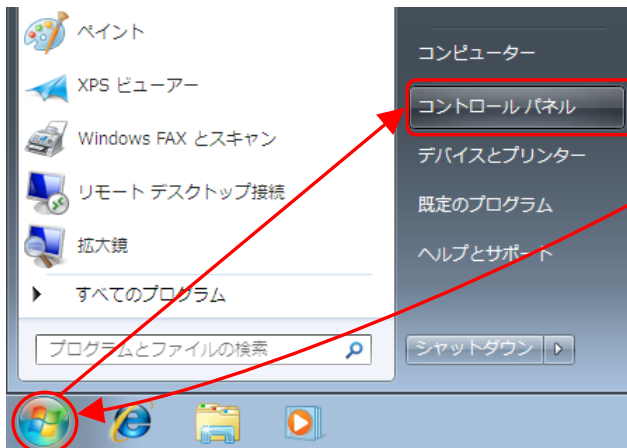 ペイント
XPS ビューアー
Windows FAX とスキャン
リモート デスクトップ接続
拡大鏡
すべてのプログラム
プログラムとファイルの検索
コンピューター
コントロール パネル
デバイスとプリンター
既定のプログラム
ヘルプとサポート
シャットダウン